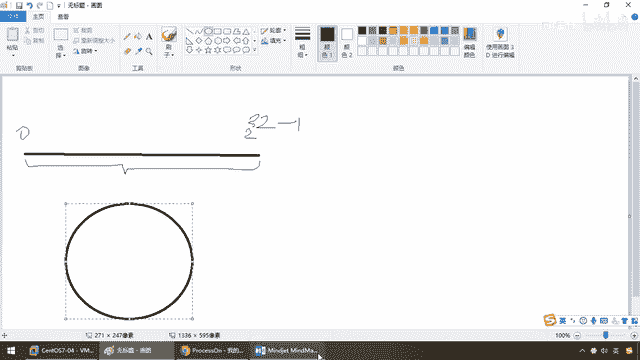 无标题 - 画图
主页 查看
粘贴 剪切 复制 选择 裁剪 重新调整大小 旋转 刷子 轮廓 填充 粗细 颜色 1 颜色 2 编辑颜色 使用画图 3D 进行编辑
剪贴板 图像 工具 形状 颜色
0 2 32 -1
271 × 247像素 1336 × 595像素 100%
CentOS7-04 - VM... 无标题 - 画图 ProcessOn - 我的... Mindjet MindMa... 英